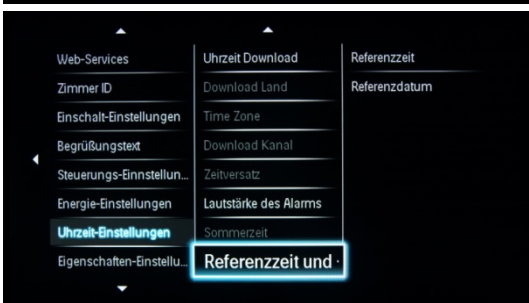 Web-Services
Zimmer ID
Einschalt-Einstellungen
Begrüßungstext
Steuerungs-Einnstellun...
Energie-Einstellungen
Uhrzeit-Einstellungen
Eigenschaften-Einstellu...
Uhrzeit Download
Download Land
Time Zone
Download Kanal
Zeitversatz
Lautstärke des Alarms
Sommerzeit
Referenzzeit und
Referenzzeit
Referenzdatum